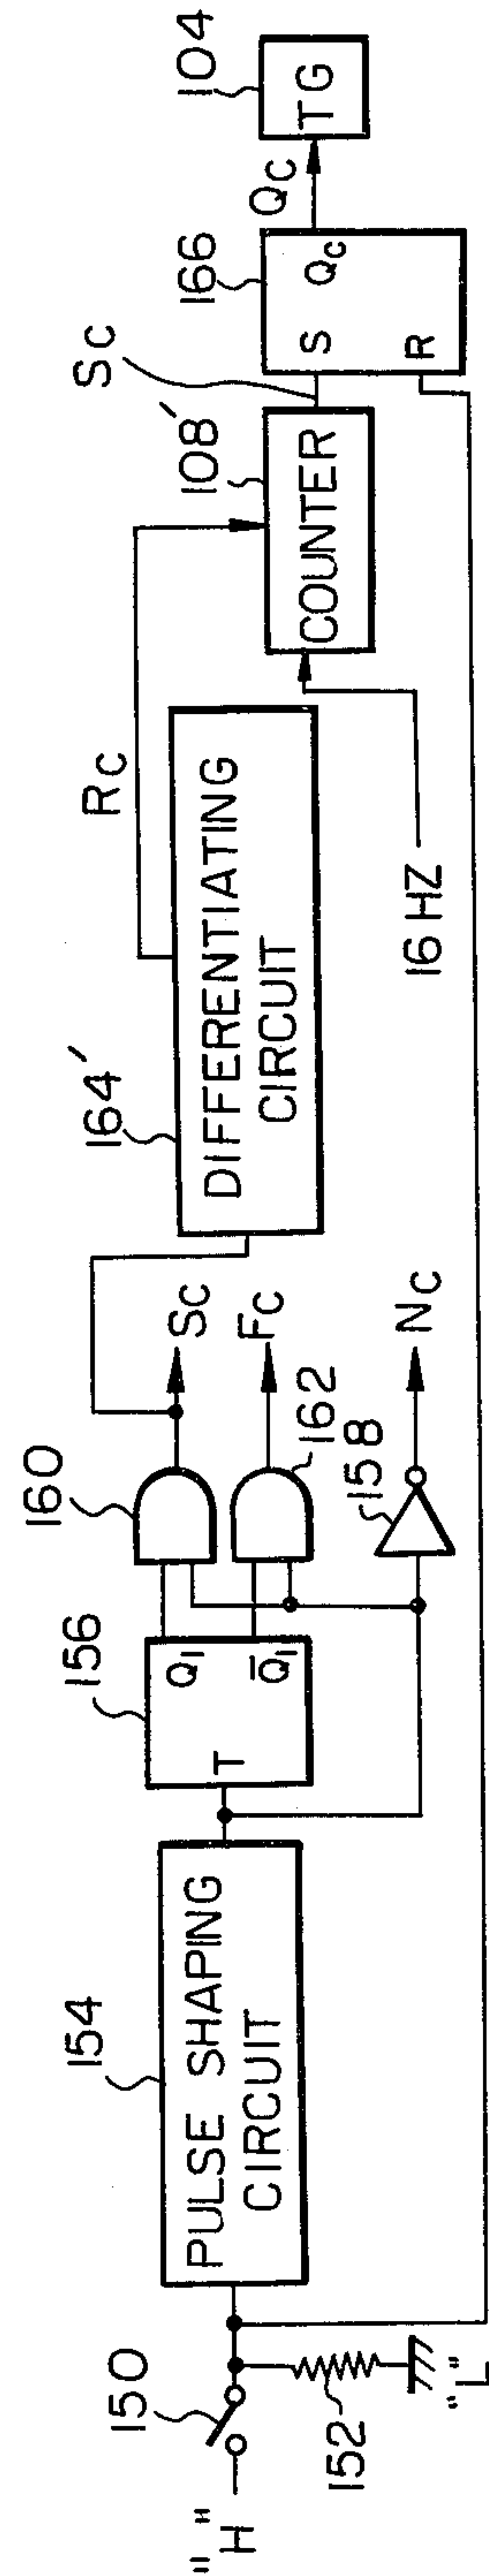 "H"
150
152
"L"
154
PULSE SHAPING
CIRCUIT
156
T
Q1
Q̅1
160
162
158
SC
FC
NC
164'
DIFFERENTIATING
CIRCUIT
RC
16 HZ
108'
COUNTER
SC
166
S
QC
R
QC
104
TG